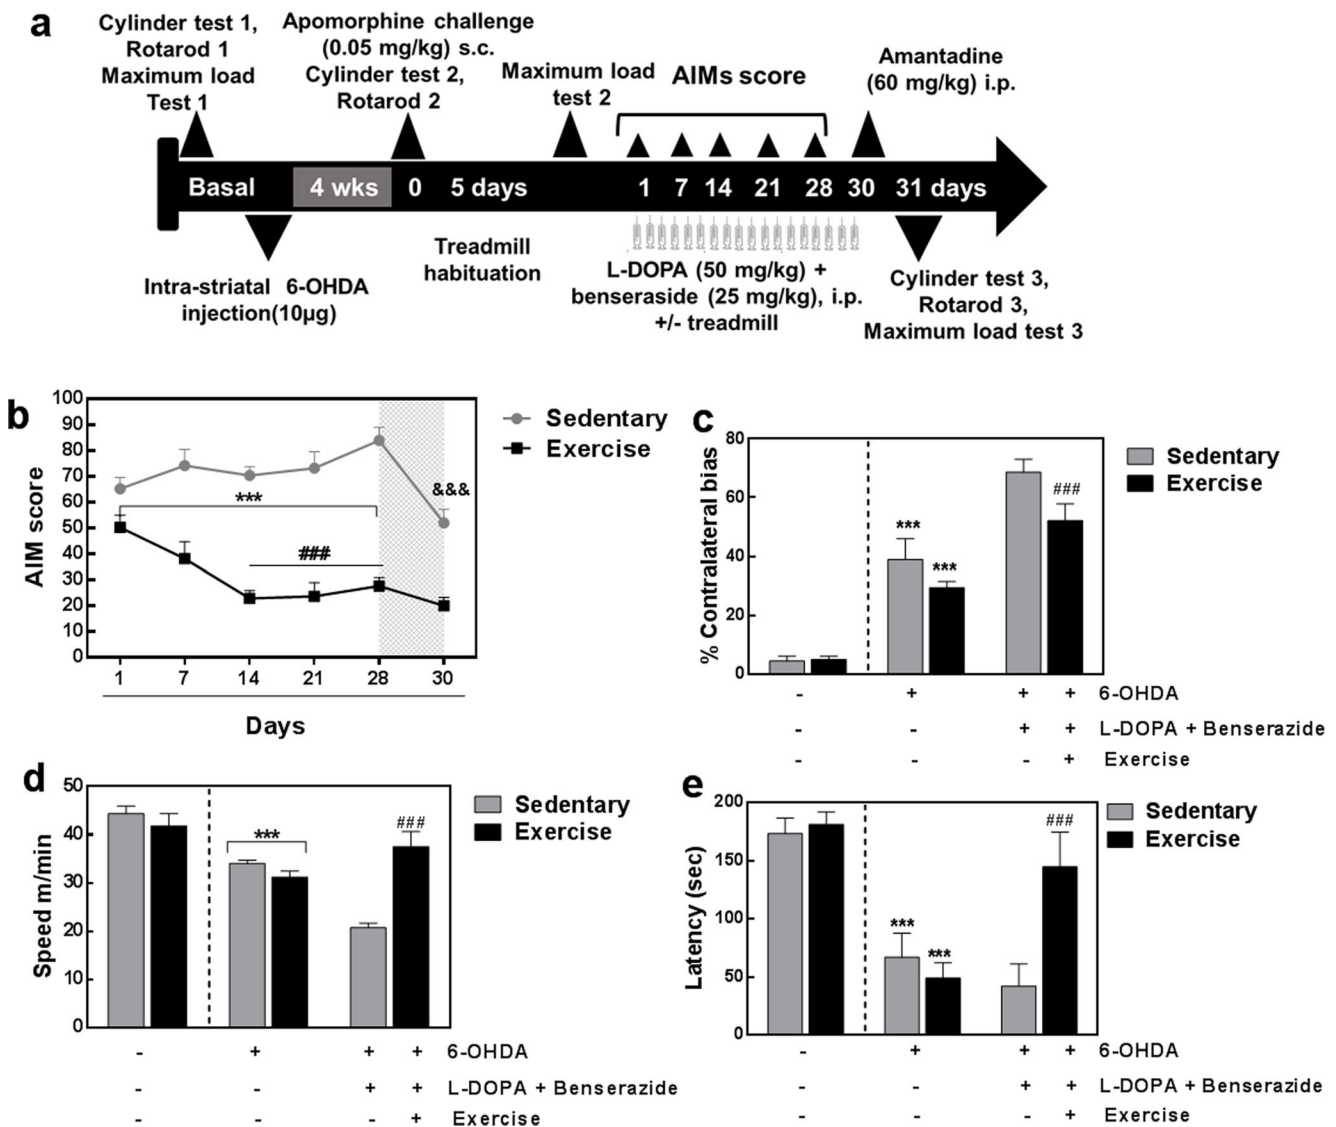 a
Cylinder test 1,
Rotarod 1
Maximum load
Test 1
Apomorphine challenge
(0.05 mg/kg) s.c.
Cylinder test 2,
Rotarod 2
Maximum load
test 2
AIMs score
Amantadine
(60 mg/kg) i.p.
Basal 4 wks 0 5 days 1 7 14 21 28 30 31 days
Intra-striatal 6-OHDA
injection(10µg)
Treadmill
habituation
L-DOPA (50 mg/kg) +
benseraside (25 mg/kg), i.p.
+/- treadmill
Cylinder test 3,
Rotarod 3,
Maximum load test 3
b
AIM score
100
90
80
70
60
50
40
30
20
10
0
***
###
&&&
1 7 14 21 28 30
Days
Sedentary
Exercise
c
% Contralateral bias
80
60
40
20
0
***
***
###
Sedentary
Exercise
- + + + 6-OHDA
- - + + L-DOPA + Benserazide
- - - + Exercise
d
Speed m/min
50
40
30
20
10
0
***
###
Sedentary
Exercise
- + + + 6-OHDA
- - + + L-DOPA + Benserazide
- - - + Exercise
e
Latency (sec)
200
150
100
50
0
***
***
###
Sedentary
Exercise
- + + + 6-OHDA
- - + + L-DOPA + Benserazide
- - - + Exercise